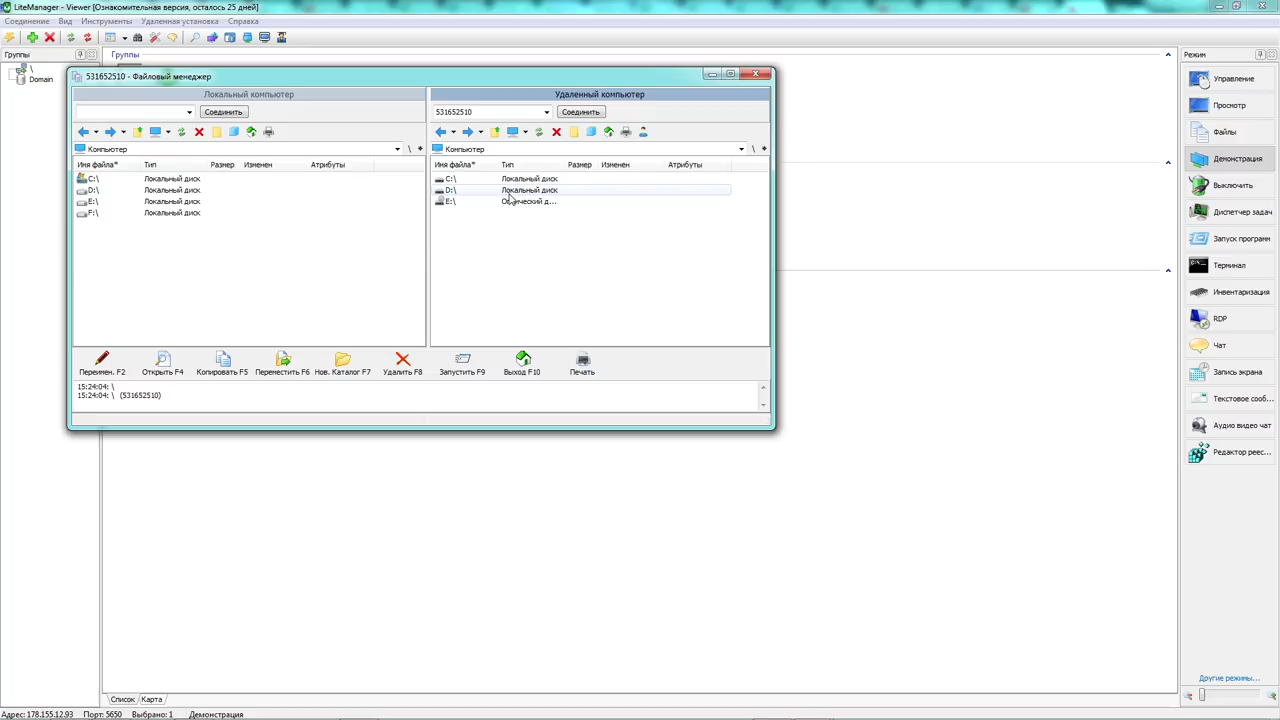 LiteManager - Viewer [Ознакомительная версия, осталось 25 дней]
Соединение Вид Инструменты Удаленная установка Справка
Группы
\
Domain
Группы
Режим
531652510 - Файловый менеджер
Локальный компьютер
Удаленный компьютер
Соединить
531652510 Соединить
Компьютер \ *
Компьютер \ *
Имя файла* Тип Размер Изменен Атрибуты
C:\ Локальный диск
D:\ Локальный диск
E:\ Локальный диск
F:\ Локальный диск
Имя файла* Тип Размер Изменен Атрибуты
C:\ Локальный диск
D:\ Локальный диск
E:\ Оптический д...
Переимен. F2 Открыть F4 Копировать F5 Переместить F6 Нов. Каталог F7 Удалить F8 Запустить F9 Выход F10 Печать
15:24:04: \
15:24:04: \ (531652510)
Управление
Просмотр
Файлы
Демонстрация
Выключить
Диспетчер задач
Запуск программ
Терминал
Инвентаризация
RDP
Чат
Запись экрана
Текстовое сооб...
Аудио видео чат
Редактор реес...
Другие режимы...
Список Карта
Адрес: 178.155.12.93 Порт: 5650 Выбрано: 1 Демонстрация